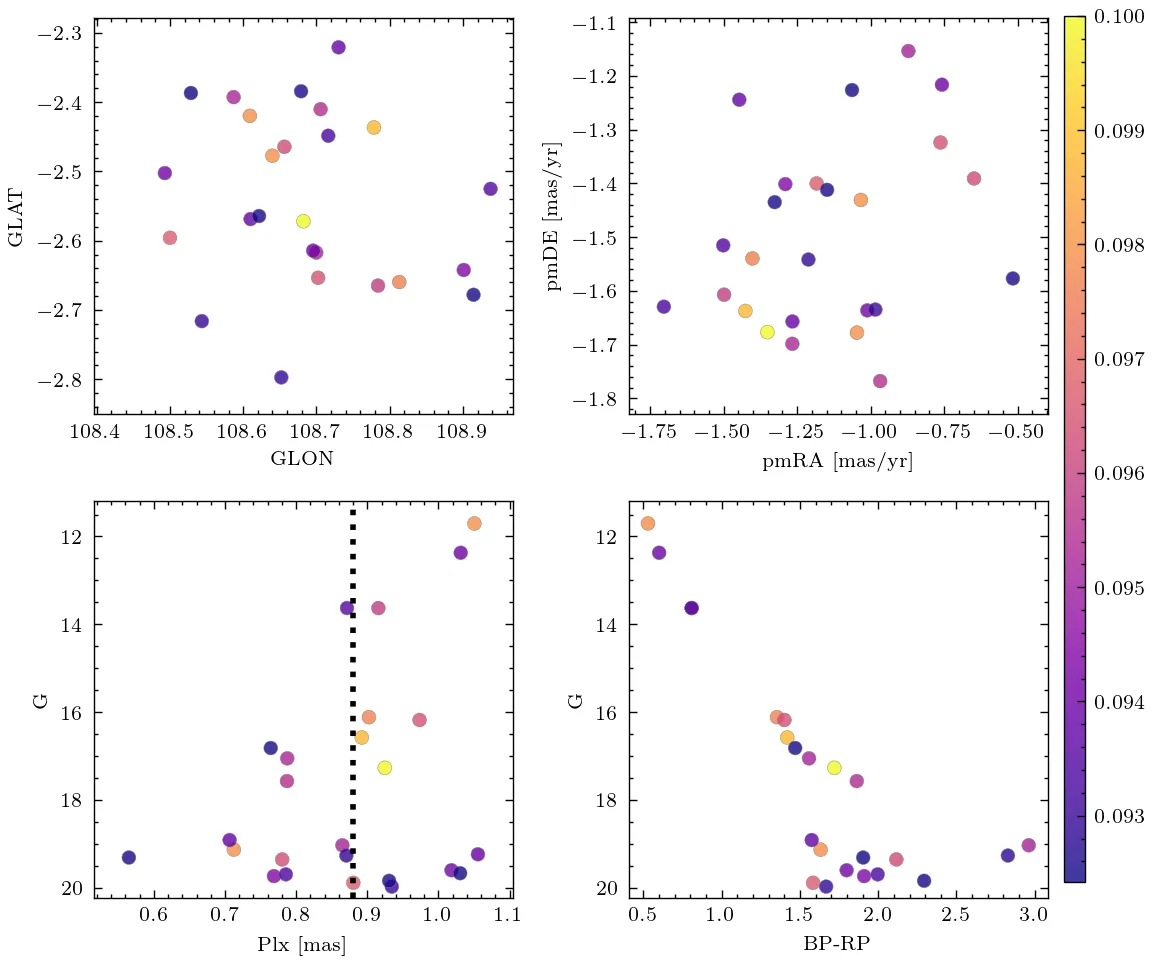 −2.3
−2.4
−2.5
−2.6
−2.7
−2.8
GLAT
108.4 108.5 108.6 108.7 108.8 108.9
GLON
−1.1
−1.2
−1.3
−1.4
−1.5
−1.6
−1.7
−1.8
pmDE [mas/yr]
−1.75 −1.50 −1.25 −1.00 −0.75 −0.50
pmRA [mas/yr]
0.100
0.099
0.098
0.097
0.096
0.095
0.094
0.093
12
14
16
18
20
G
0.6 0.7 0.8 0.9 1.0 1.1
Plx [mas]
12
14
16
18
20
G
0.5 1.0 1.5 2.0 2.5 3.0
BP-RP